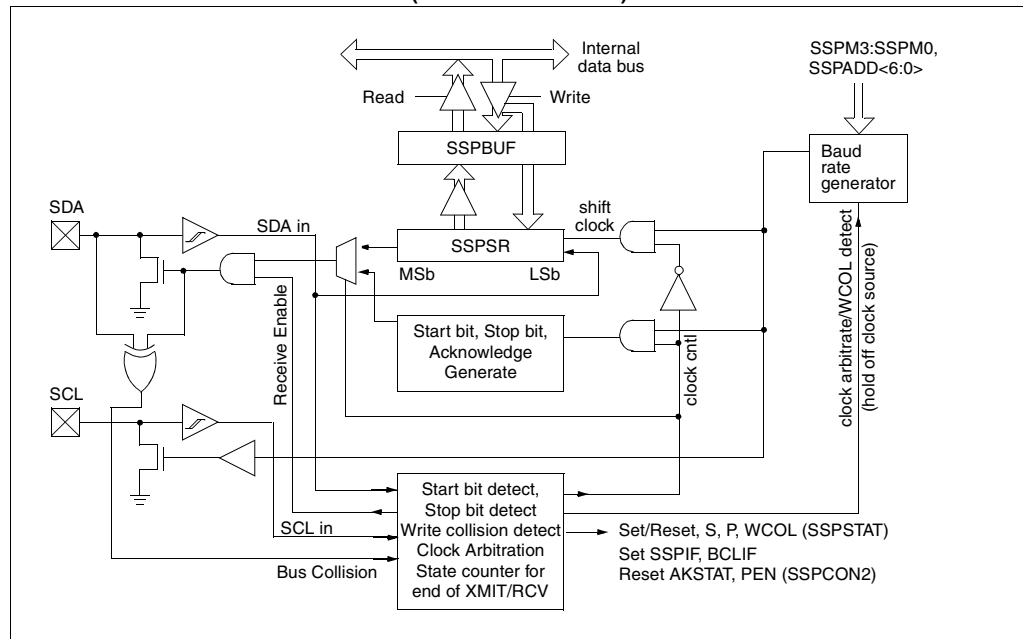 Internal
data bus
SSPM3:SSPM0,
SSPADD<6:0>
Read
Write
SSPBUF
Baud
rate
generator
SDA
SDA in
shift
clock
SSPSR
MSb
LSb
Start bit, Stop bit,
Acknowledge
Generate
Receive Enable
clock cntl
clock arbitrate/WCOL detect
(hold off clock source)
SCL
SCL in
Bus Collision
Start bit detect,
Stop bit detect
Write collision detect
Clock Arbitration
State counter for
end of XMIT/RCV
Set/Reset, S, P, WCOL (SSPSTAT)
Set SSPIF, BCLIF
Reset AKSTAT, PEN (SSPCON2)